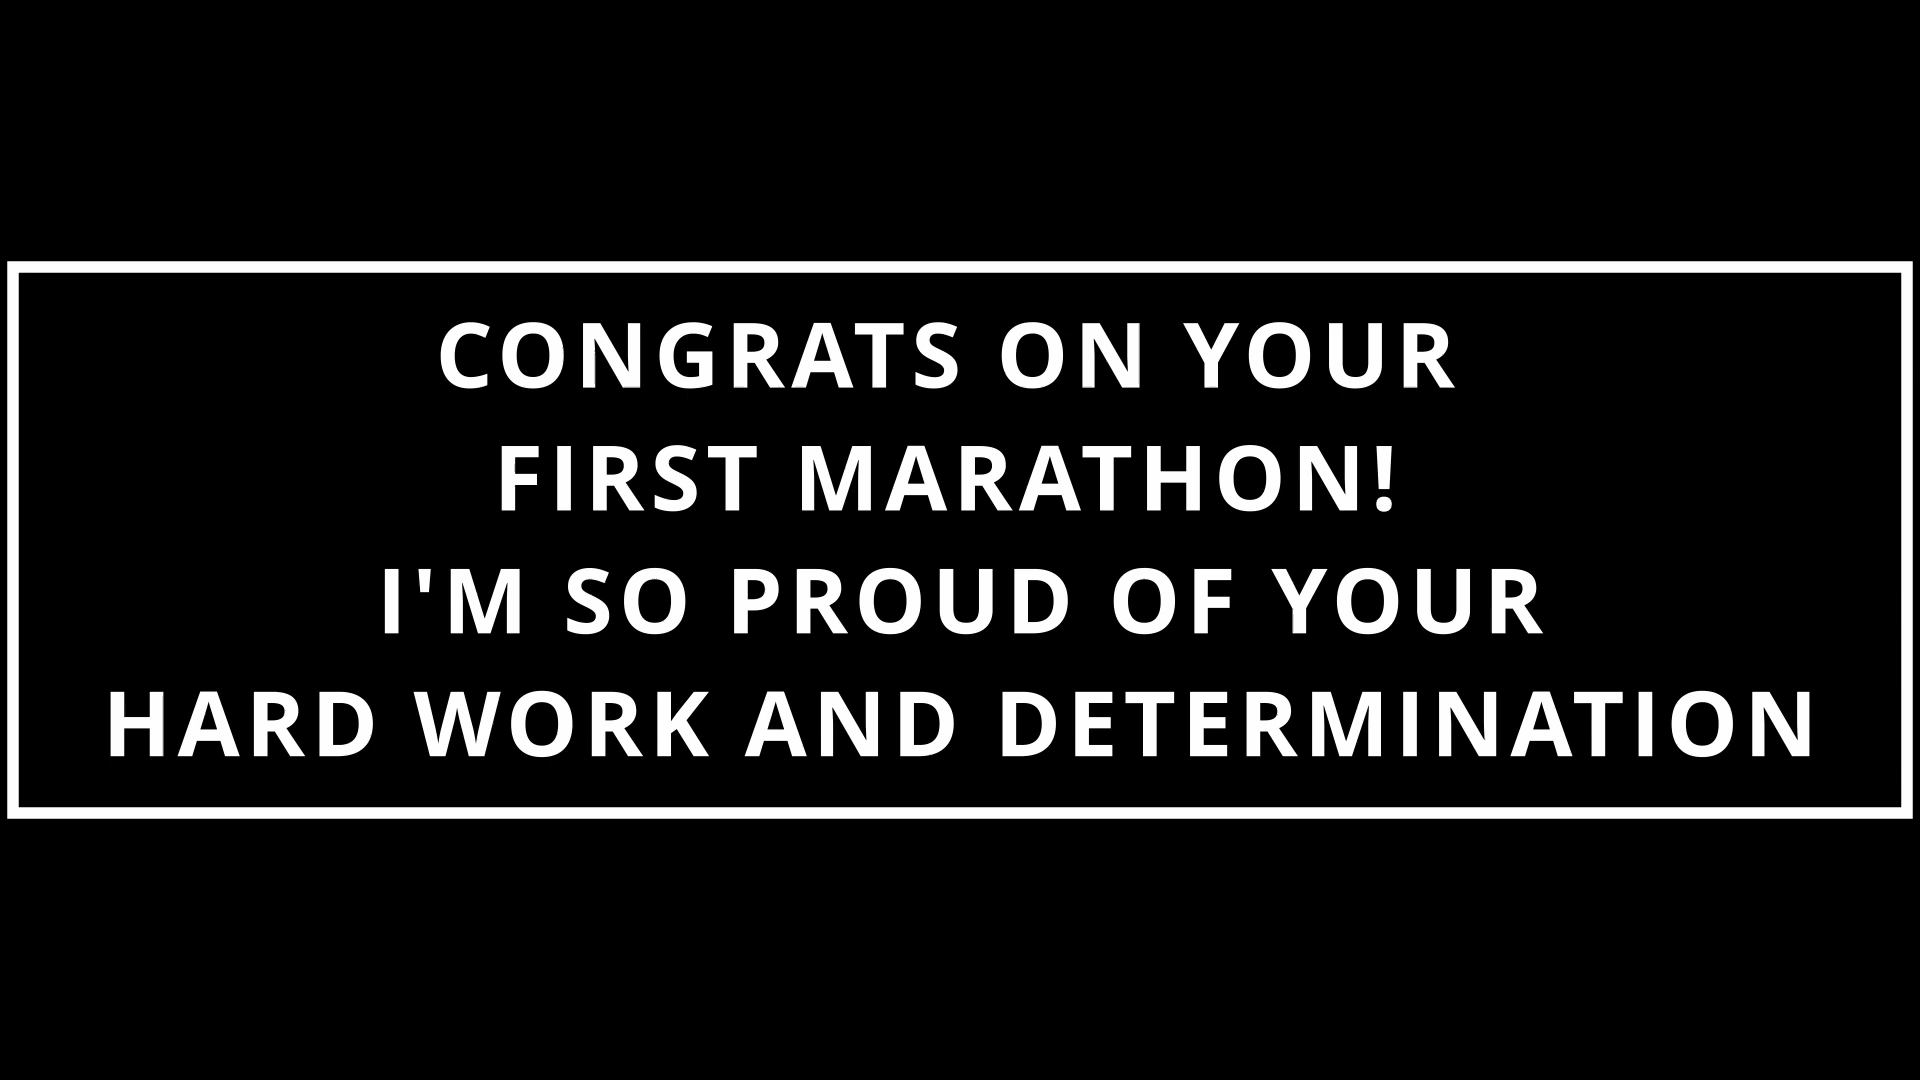 CONGRATS ON YOUR
FIRST MARATHON!
I'M SO PROUD OF YOUR
HARD WORK AND DETERMINATION